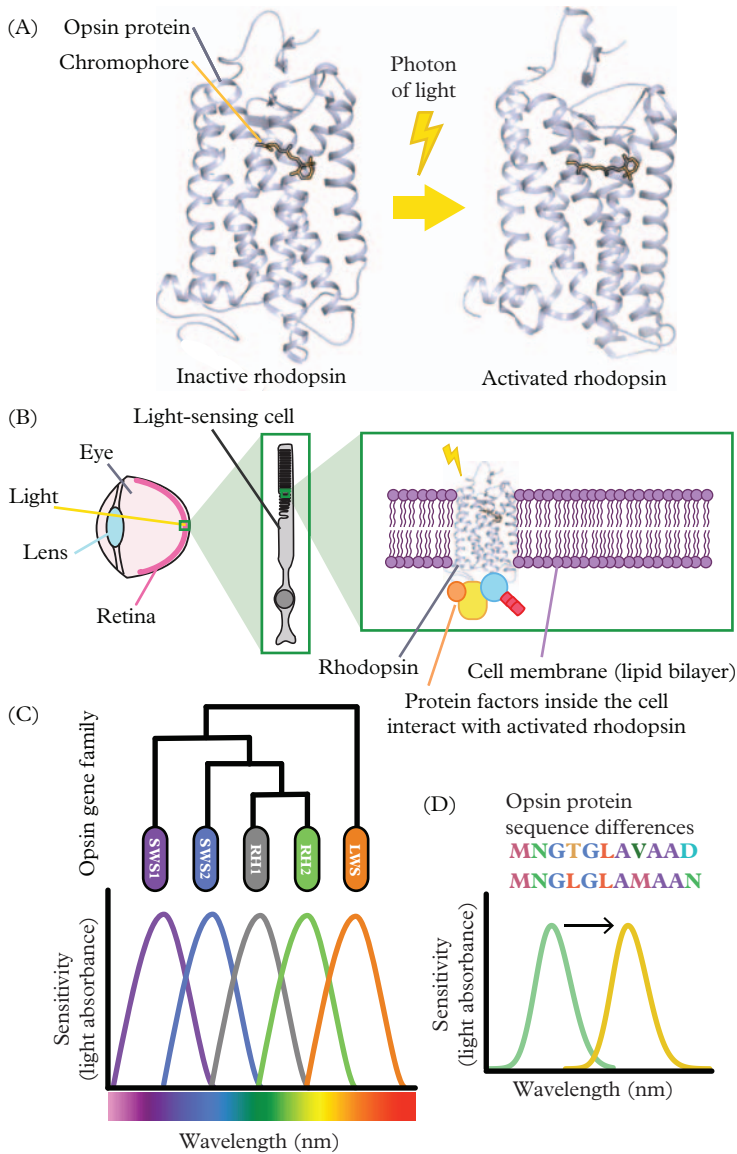 (A)
Opsin protein
Chromophore
Photon
of light
Inactive rhodopsin
Activated rhodopsin
(B)
Light-sensing cell
Eye
Light
Lens
Retina
Rhodopsin
Cell membrane (lipid bilayer)
Protein factors inside the cell
interact with activated rhodopsin
(C)
Opsin gene family
SWS1
SWS2
RH1
RH2
LWS
Sensitivity
(light absorbance)
Wavelength (nm)
(D)
Opsin protein
sequence differences
MNGTGLAVAAD
MNGLGLAMAAN
Sensitivity
(light absorbance)
Wavelength (nm)